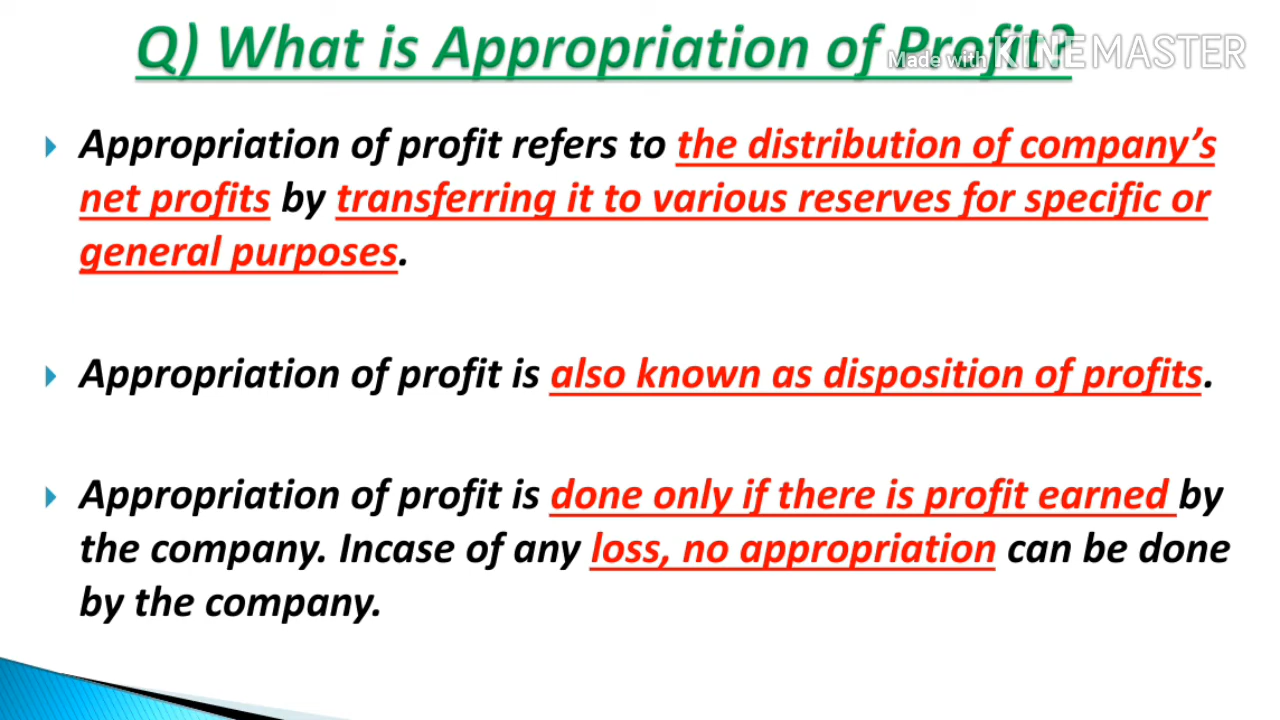 Q) What is Appropriation of Profit?
Made with KINEMASTER
Appropriation of profit refers to the distribution of company's
net profits by transferring it to various reserves for specific or
general purposes.
Appropriation of profit is also known as disposition of profits.
Appropriation of profit is done only if there is profit earned by
the company. Incase of any loss, no appropriation can be done
by the company.